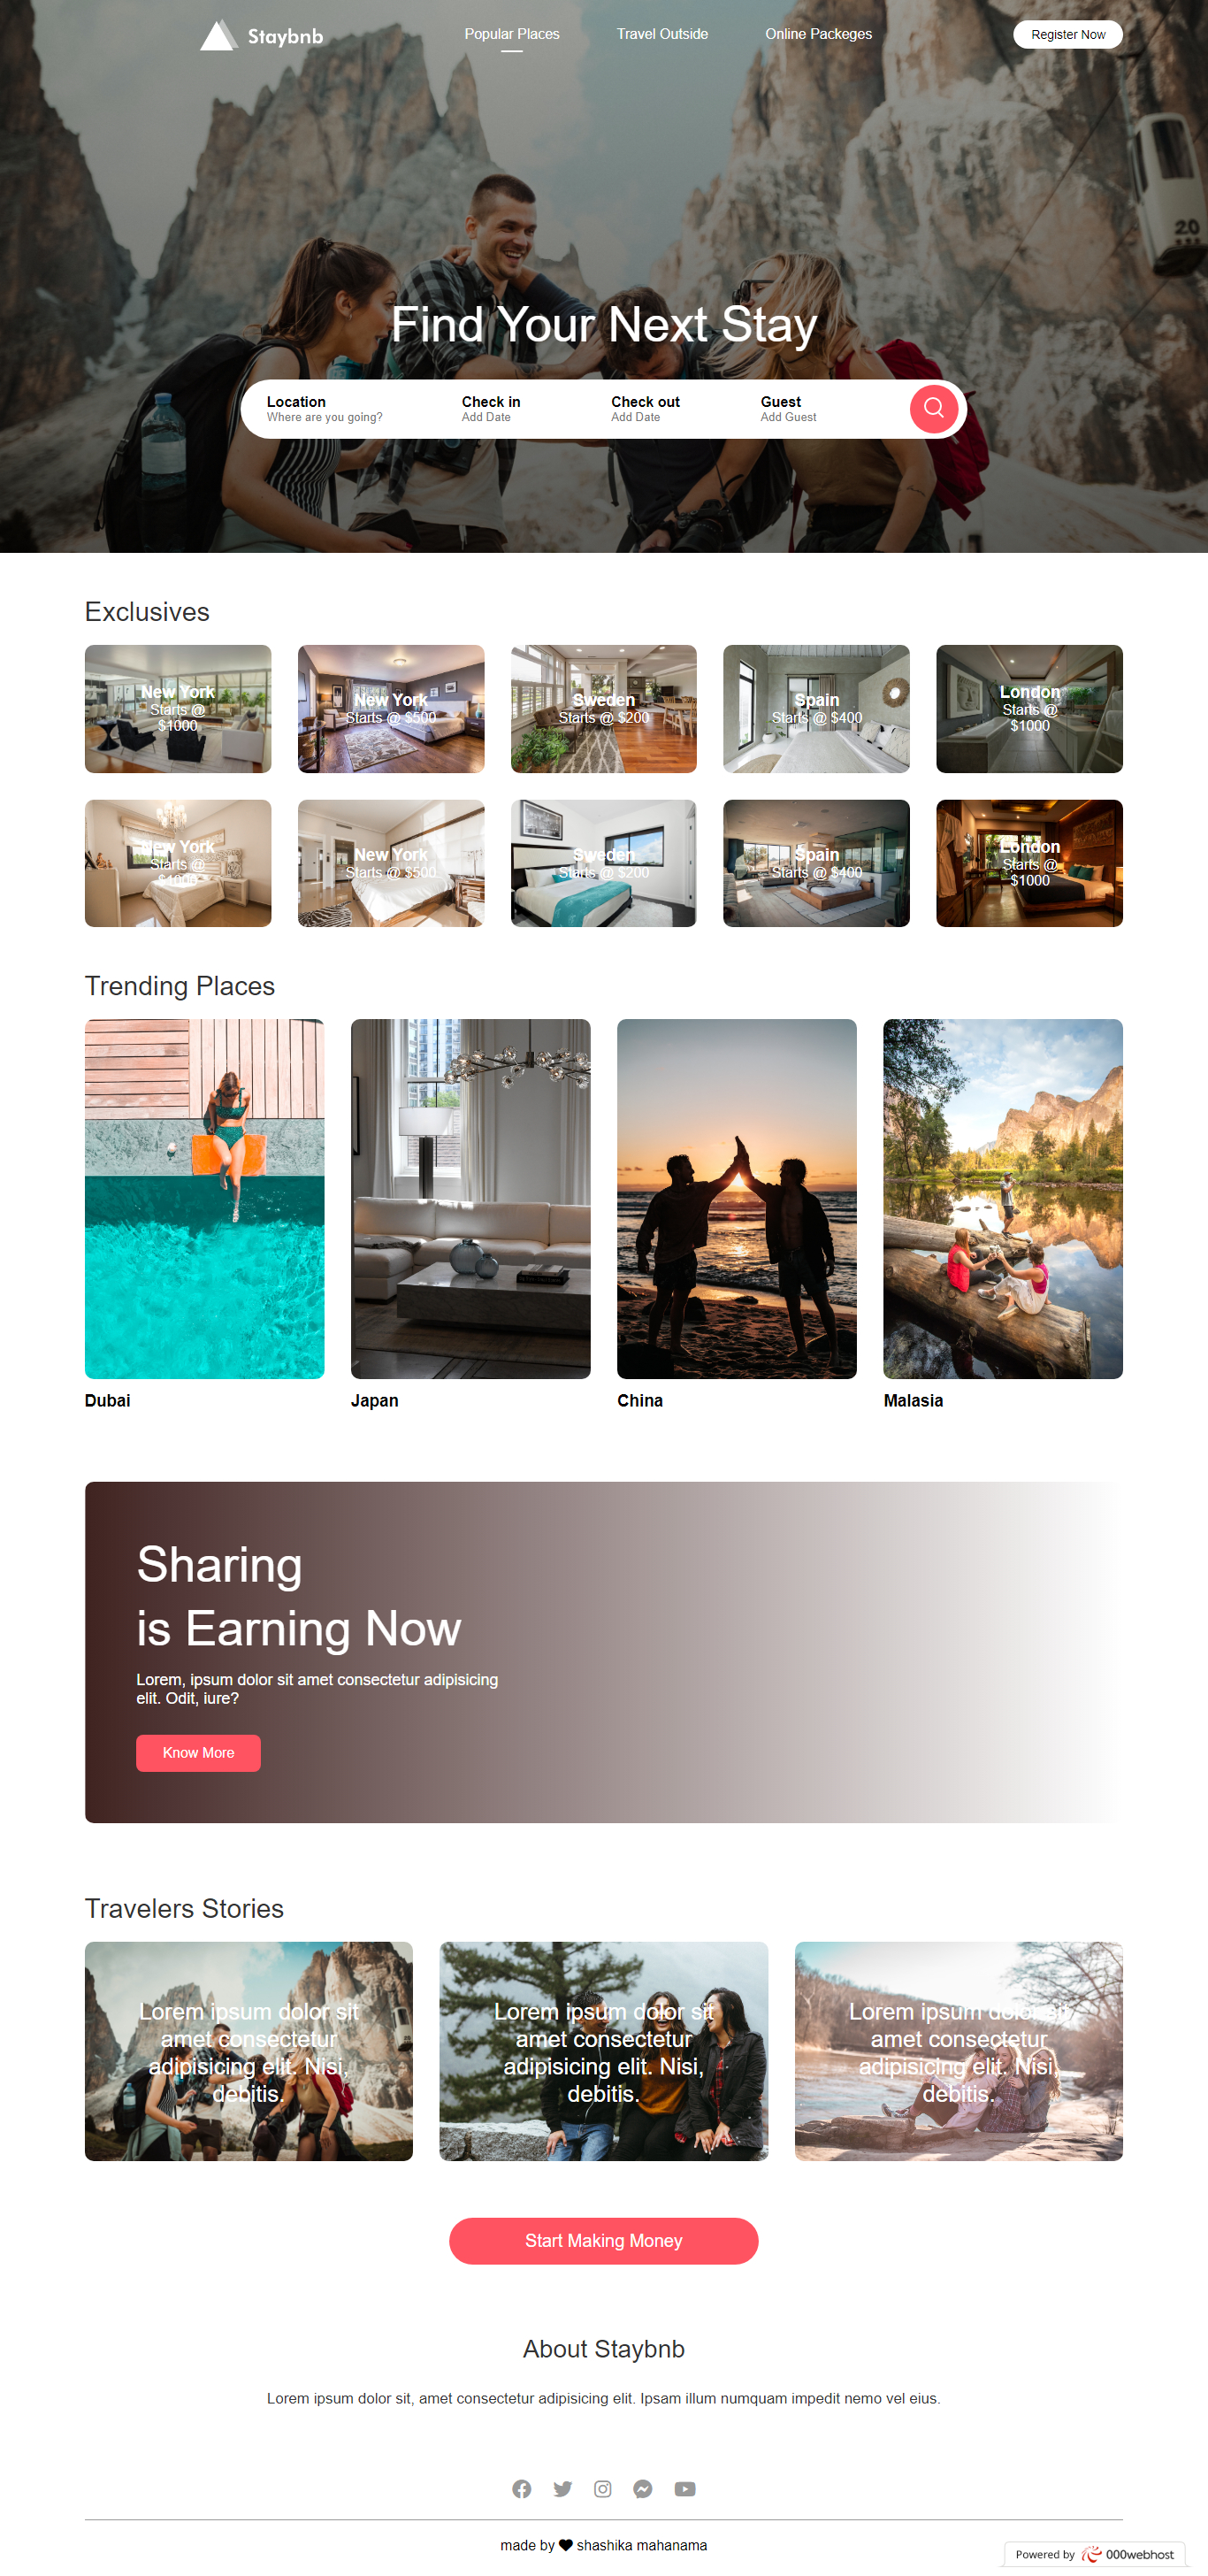 Staybnb
Popular Places
Travel Outside
Online Packeges
Register Now
20
Find Your Next Stay
Location
Where are you going?
Check in
Add Date
Check out
Add Date
Guest
Add Guest
Exclusives
New York
Starts @
$1000
New York
Starts @ $500
Sweden
Starts @ $200
Spain
Starts @ $400
London
Starts @
$1000
New York
Starts @
$1000
New York
Starts @ $500
Sweden
Starts @ $200
Spain
Starts @ $400
London
Starts @
$1000
Trending Places
Dubai
Japan
China
Malasia
Sharing
is Earning Now
Lorem, ipsum dolor sit amet consectetur adipisicing
elit. Odit, iure?
Know More
Travelers Stories
Lorem ipsum dolor sit
amet consectetur
adipisicing elit. Nisi,
debitis.
Lorem ipsum dolor sit
amet consectetur
adipisicing elit. Nisi,
debitis.
Lorem ipsum dolor sit
amet consectetur
adipisicing elit. Nisi,
debitis.
Start Making Money
About Staybnb
Lorem ipsum dolor sit, amet consectetur adipisicing elit. Ipsam illum numquam impedit nemo vel eius.
made by shashika mahanama
Powered by 000webhost